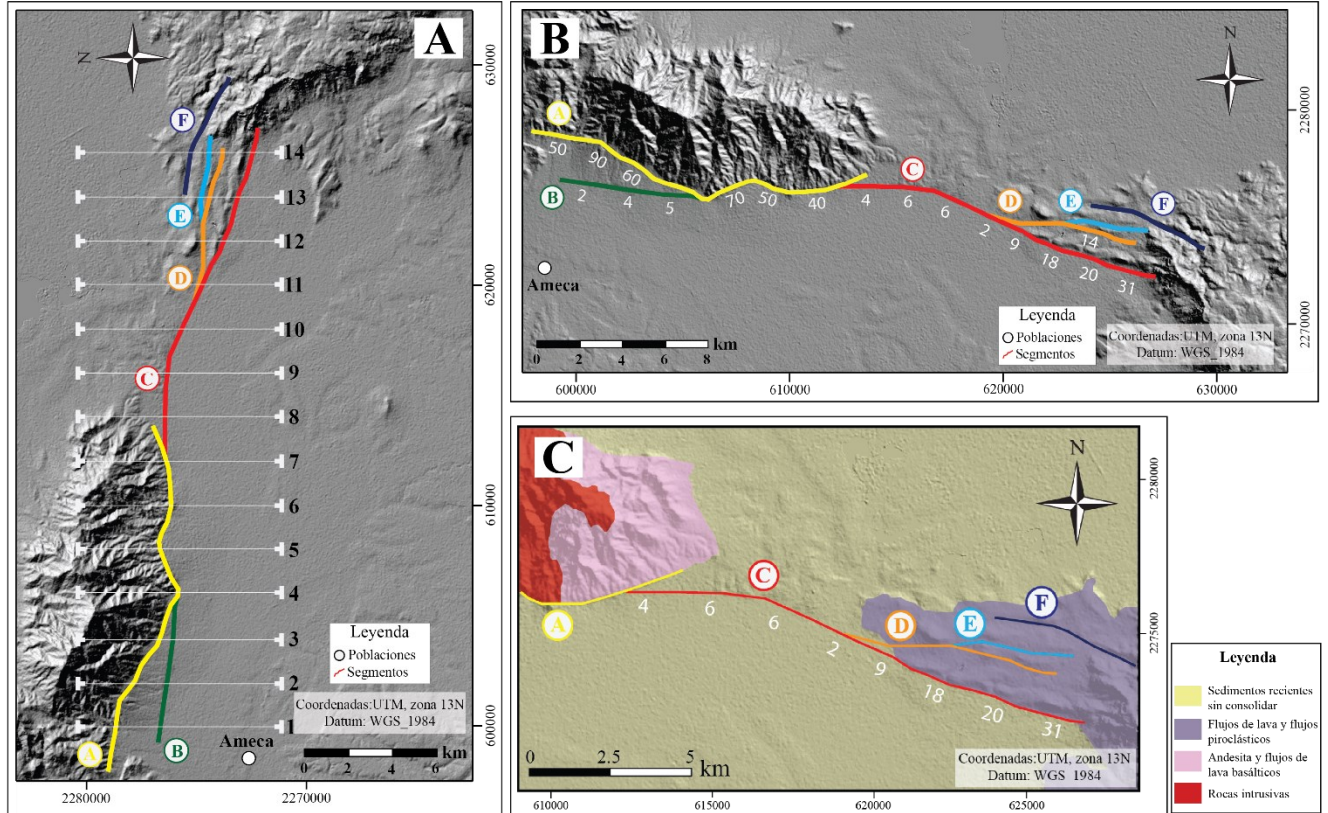 A
N
630000
F
14
13
E
12
D
11
620000
10
9
C
8
7
6
610000
5
4
3
Leyenda
Poblaciones
Segmentos
2
Coordenadas:UTM, zona 13N
Datum: WGS_1984
1
600000
Ameca
A
B
0 2 4 6
km
2280000
2270000
B
N
2280000
A
50
90
60
B
2
4
5
70
50
40
C
4
6
6
D
2
9
E
14
F
18
20
31
Ameca
Leyenda
Poblaciones
Segmentos
Coordenadas:UTM, zona 13N
Datum: WGS_1984
2270000
0 2 4 6 8
km
600000
610000
620000
630000
C
N
2280000
C
A
4
6
6
2
D
9
E
F
18
20
31
2275000
0 2.5 5
km
Coordenadas:UTM, zona 13N
Datum: WGS_1984
610000
615000
620000
625000
Leyenda
Sedimentos recientes
sin consolidar
Flujos de lava y flujos
piroclásticos
Andesita y flujos de
lava basálticos
Rocas intrusivas